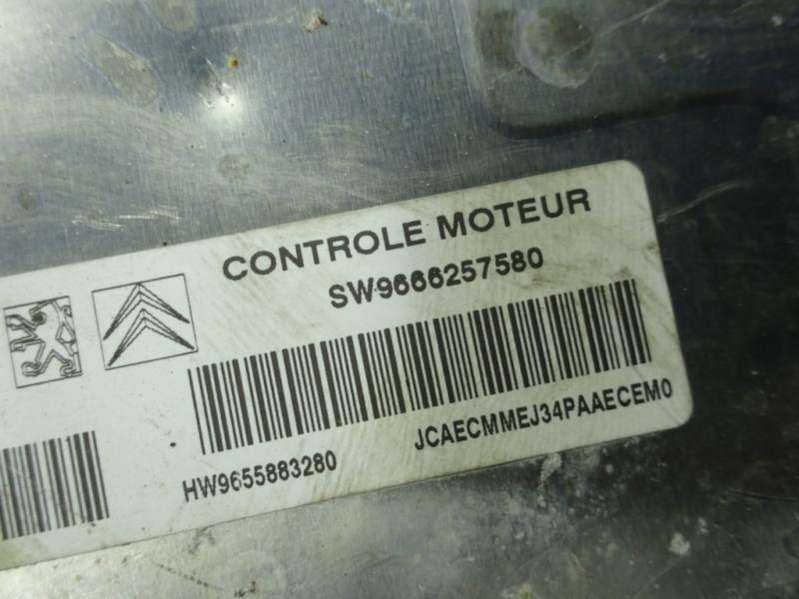 CONTROLE MOTEUR
SW9666257580
JCAECMMEJ34PAAECEM0
HW9655883280